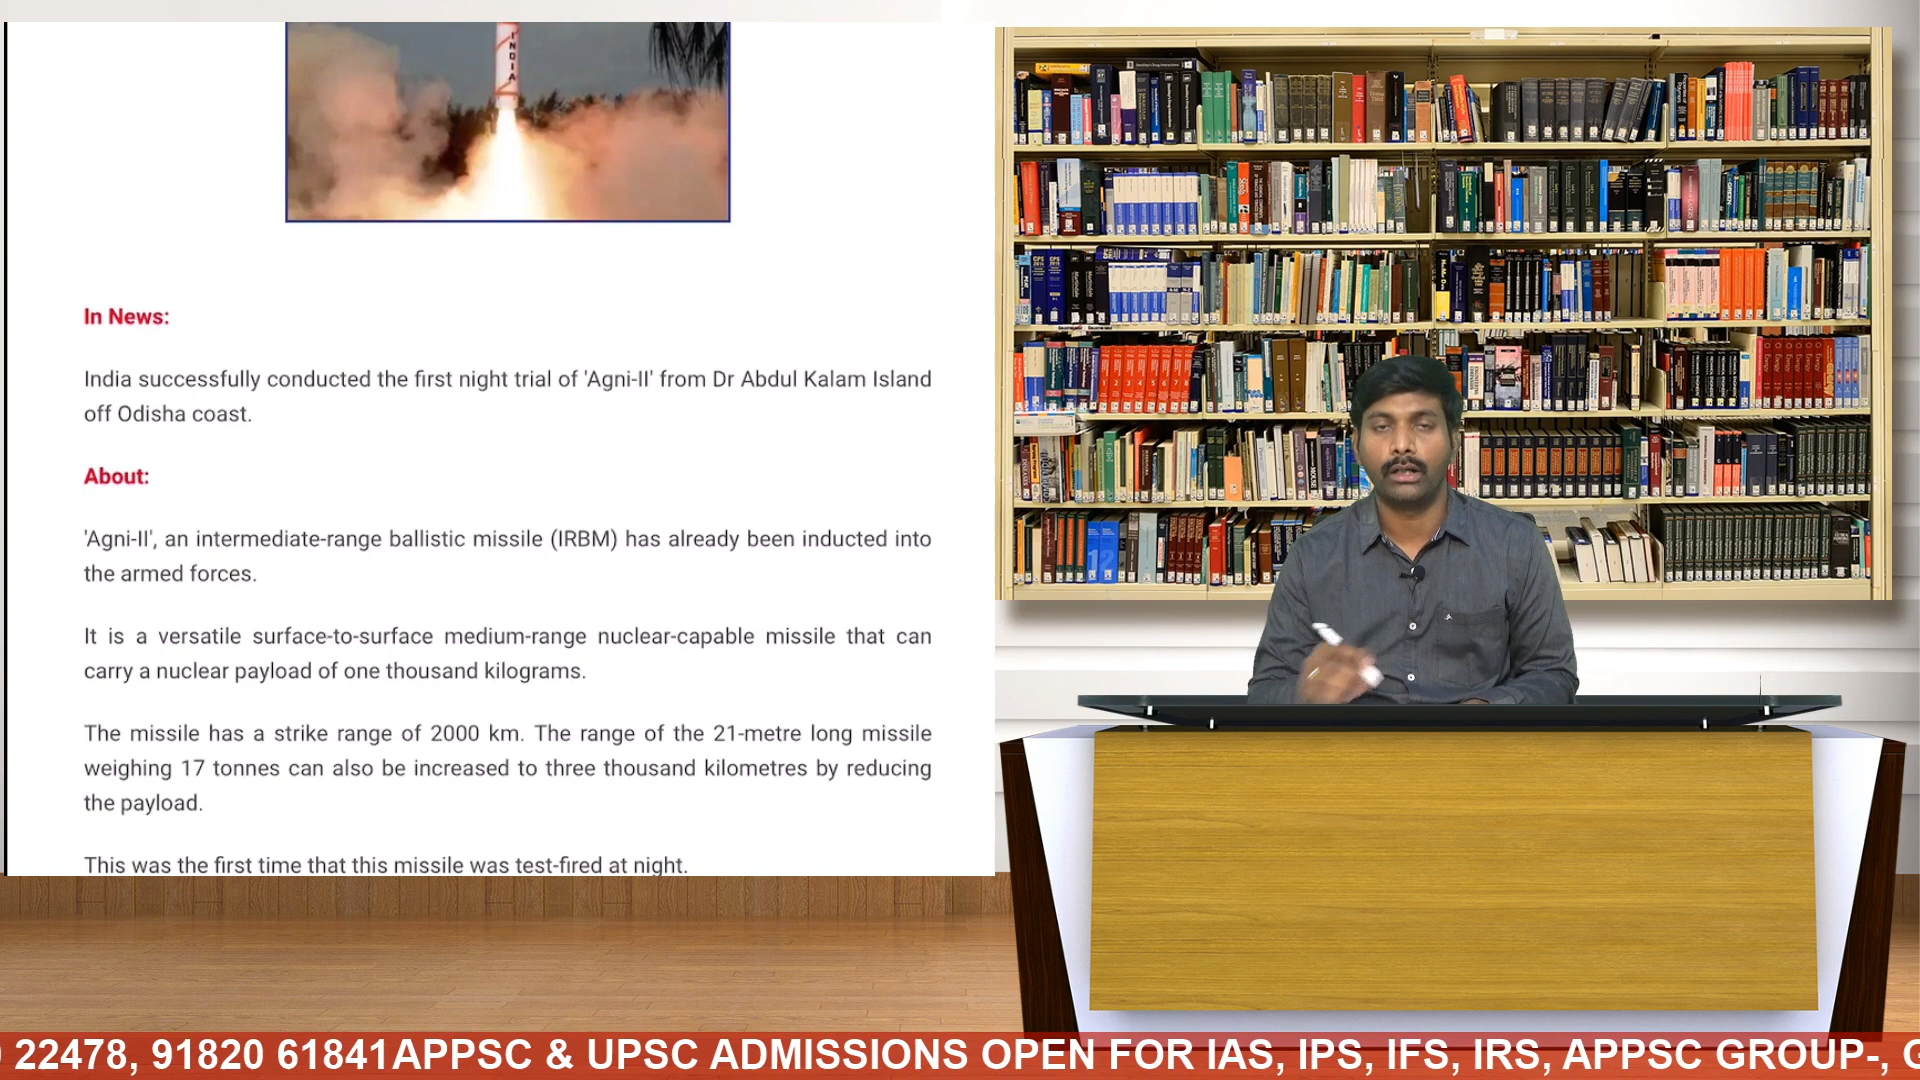 INDIA
In News:
India successfully conducted the first night trial of 'Agni-II' from Dr Abdul Kalam Island
off Odisha coast.
About:
'Agni-II', an intermediate-range ballistic missile (IRBM) has already been inducted into
the armed forces.
It is a versatile surface-to-surface medium-range nuclear-capable missile that can
carry a nuclear payload of one thousand kilograms.
The missile has a strike range of 2000 km. The range of the 21-metre long missile
weighing 17 tonnes can also be increased to three thousand kilometres by reducing
the payload.
This was the first time that this missile was test-fired at night.
22478, 91820 61841APPSC & UPSC ADMISSIONS OPEN FOR IAS, IPS, IFS, IRS, APPSC GROUP-, G